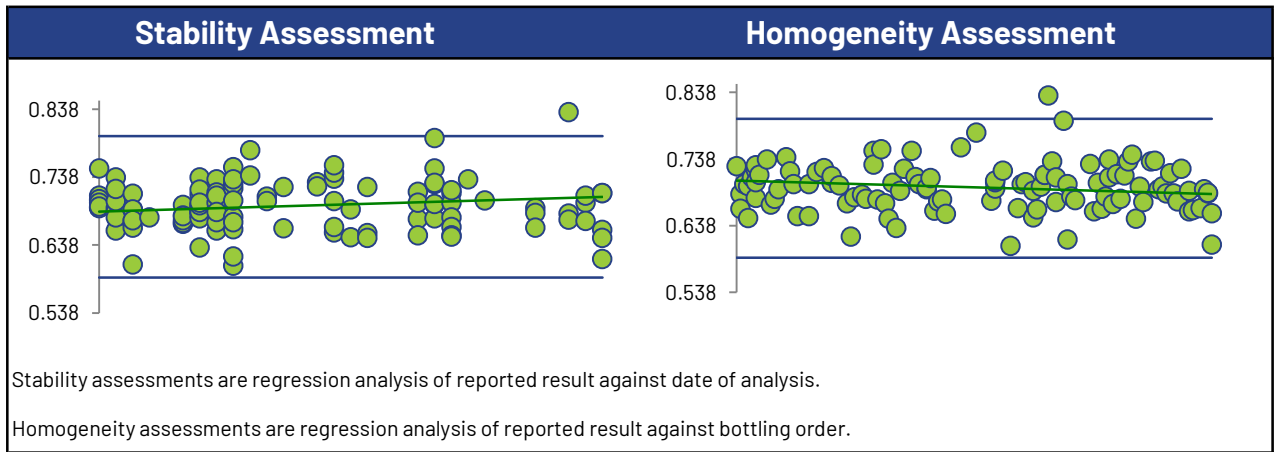 Stability Assessment
Homogeneity Assessment
0.838
0.738
0.638
0.538
0.838
0.738
0.638
0.538
Stability assessments are regression analysis of reported result against date of analysis.
Homogeneity assessments are regression analysis of reported result against bottling order.